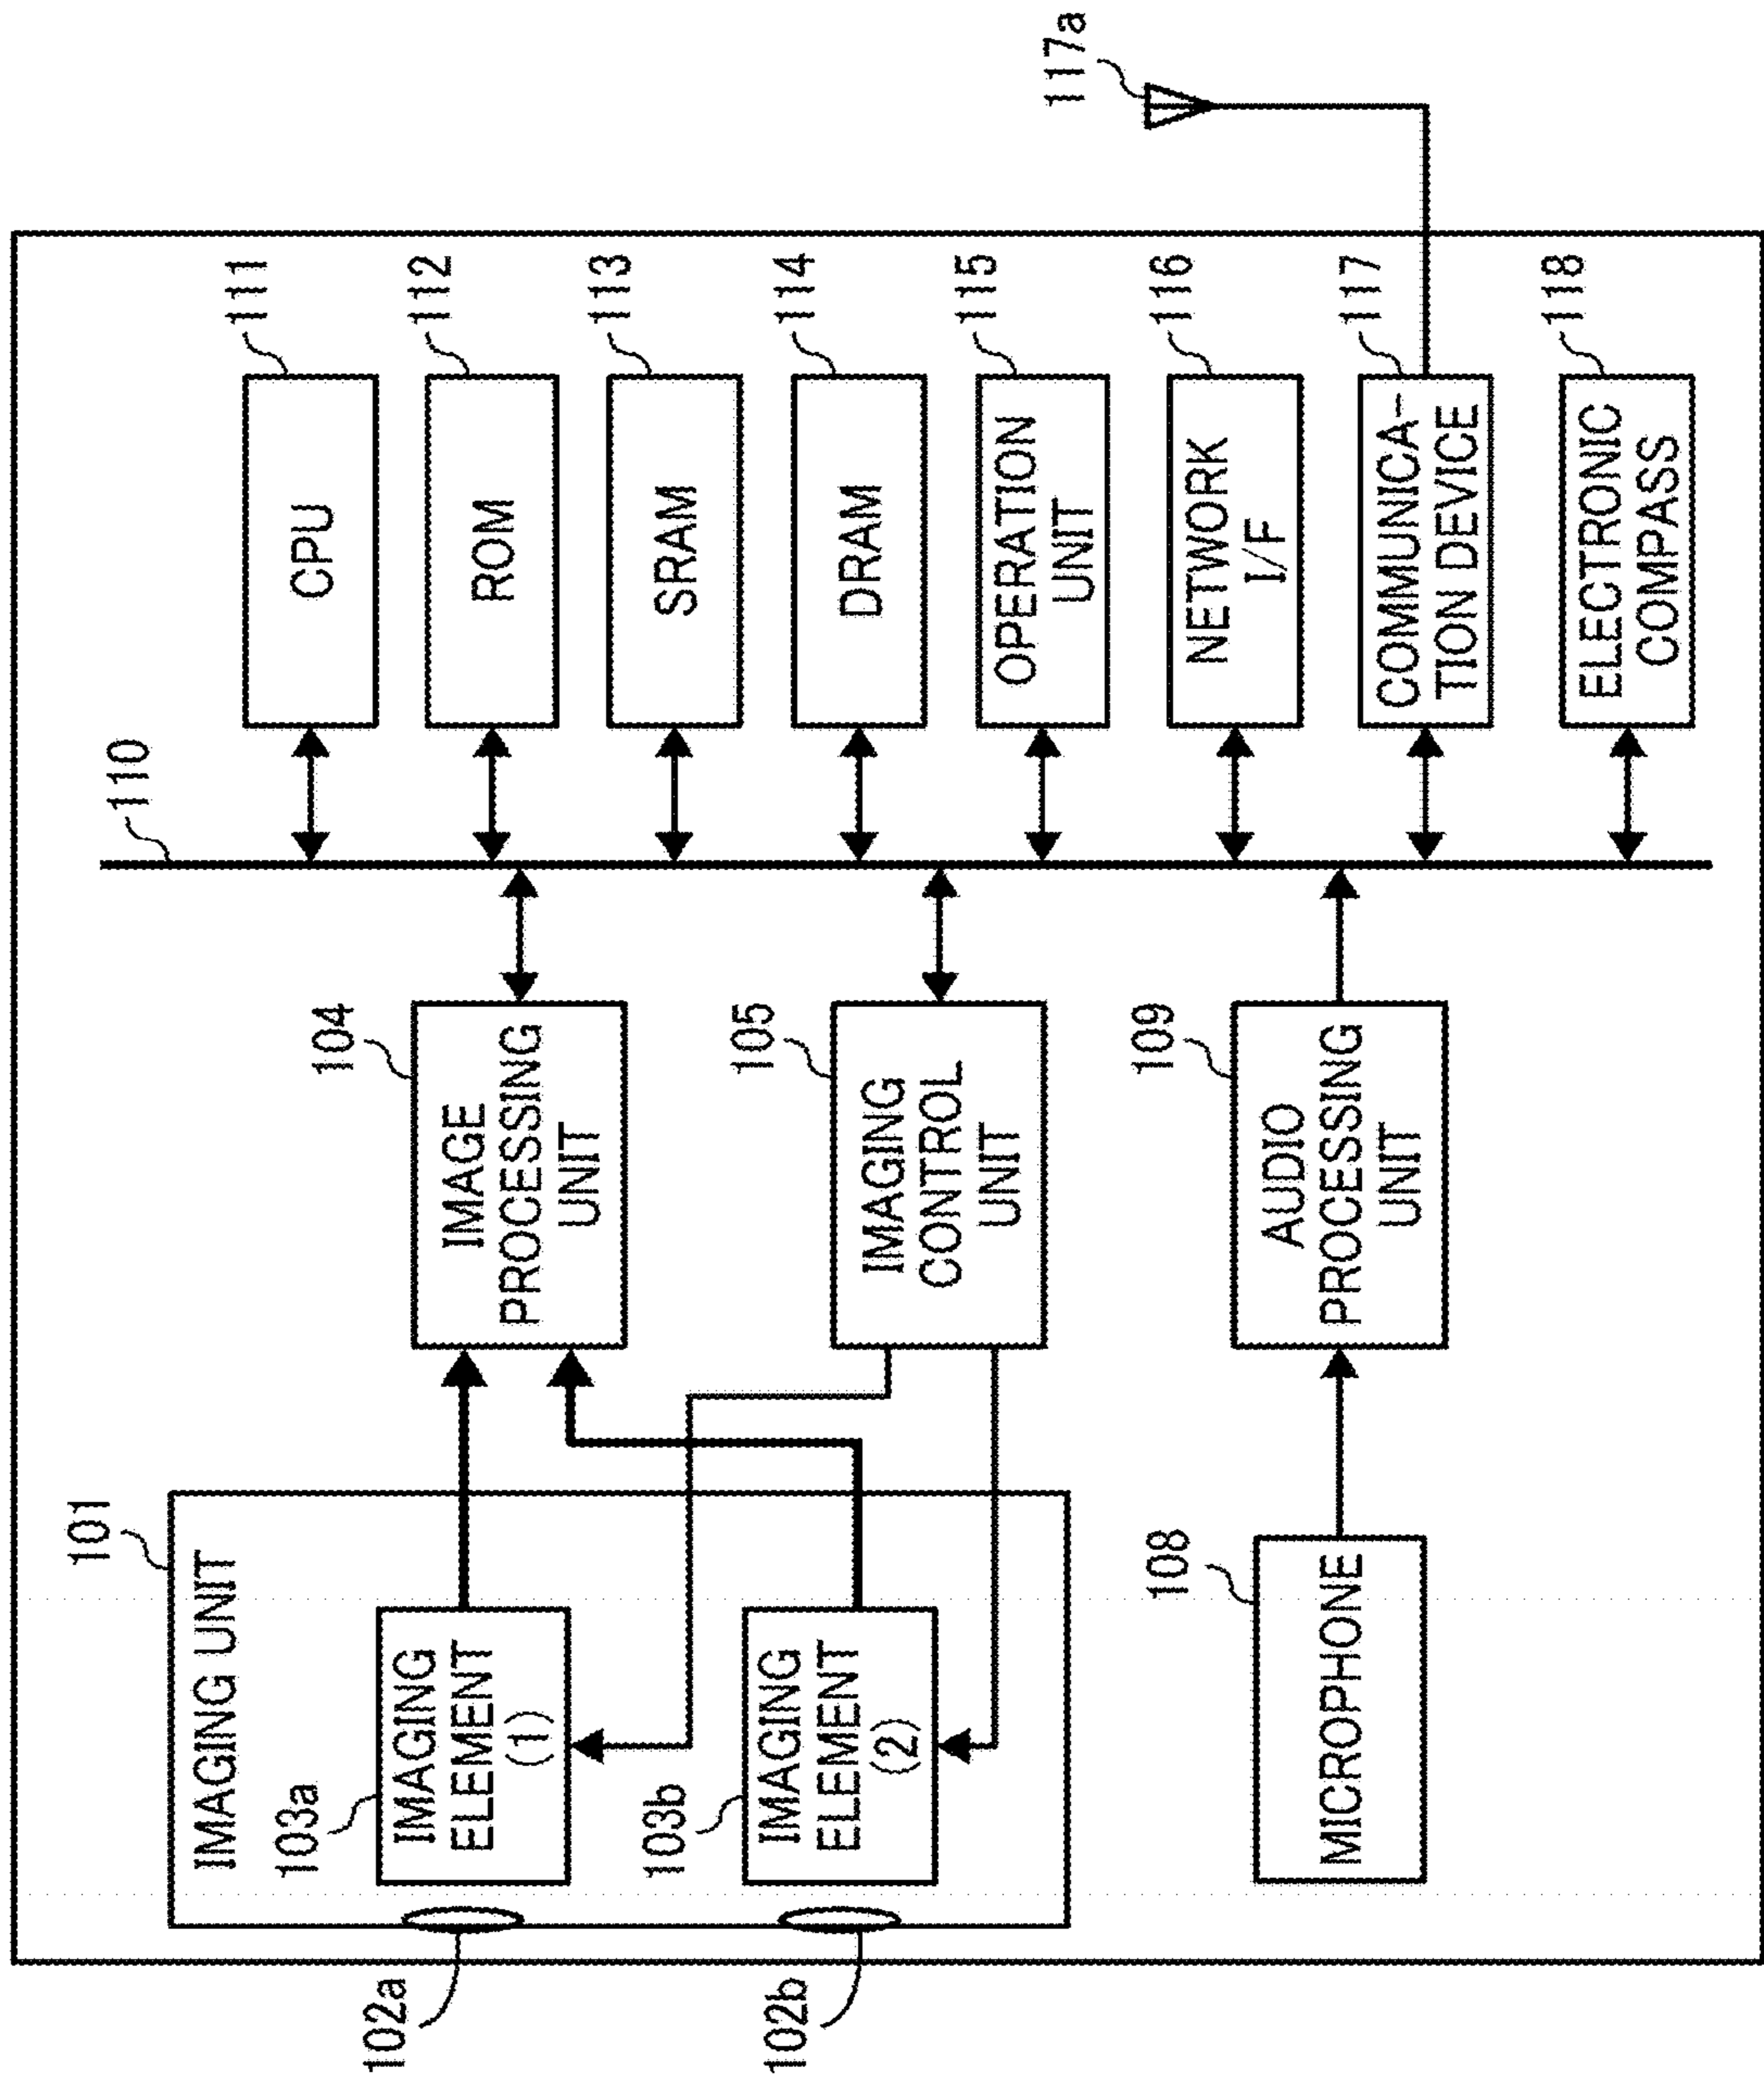 101
IMAGING UNIT
102a
103a
IMAGING
ELEMENT
(1)
102b
103b
IMAGING
ELEMENT
(2)
104
IMAGE
PROCESSING
UNIT
105
IMAGING
CONTROL
UNIT
108
MICROPHONE
109
AUDIO
PROCESSING
UNIT
110
111
CPU
112
ROM
113
SRAM
114
DRAM
115
OPERATION
UNIT
116
NETWORK
I/F
117
COMMUNICA-
TION DEVICE
117a
118
ELECTRONIC
COMPASS